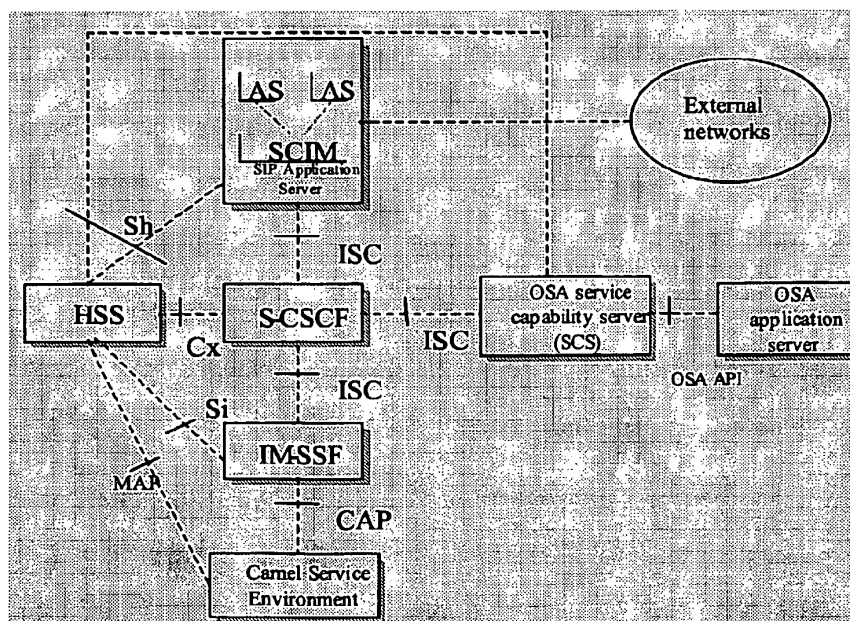 AS AS
SCIM
SIP Application
Server
External
networks
Sh
ISC
HSS
S-CSCF
OSA service
capability server
(SCS)
OSA
application
server
Cx
ISC
ISC
OSA API
Si
IM-SSF
MAP
CAP
Camel Service
Environment